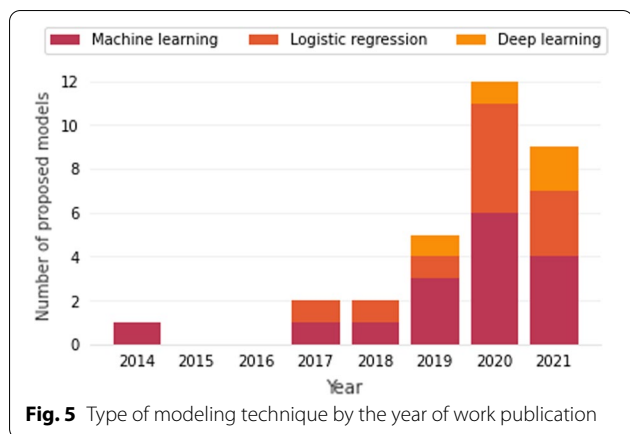 Machine learning Logistic regression Deep learning
12
10
8
6
4
2
0
Number of proposed models
2014 2015 2016 2017 2018 2019 2020 2021
Year
Fig. 5 Type of modeling technique by the year of work publication